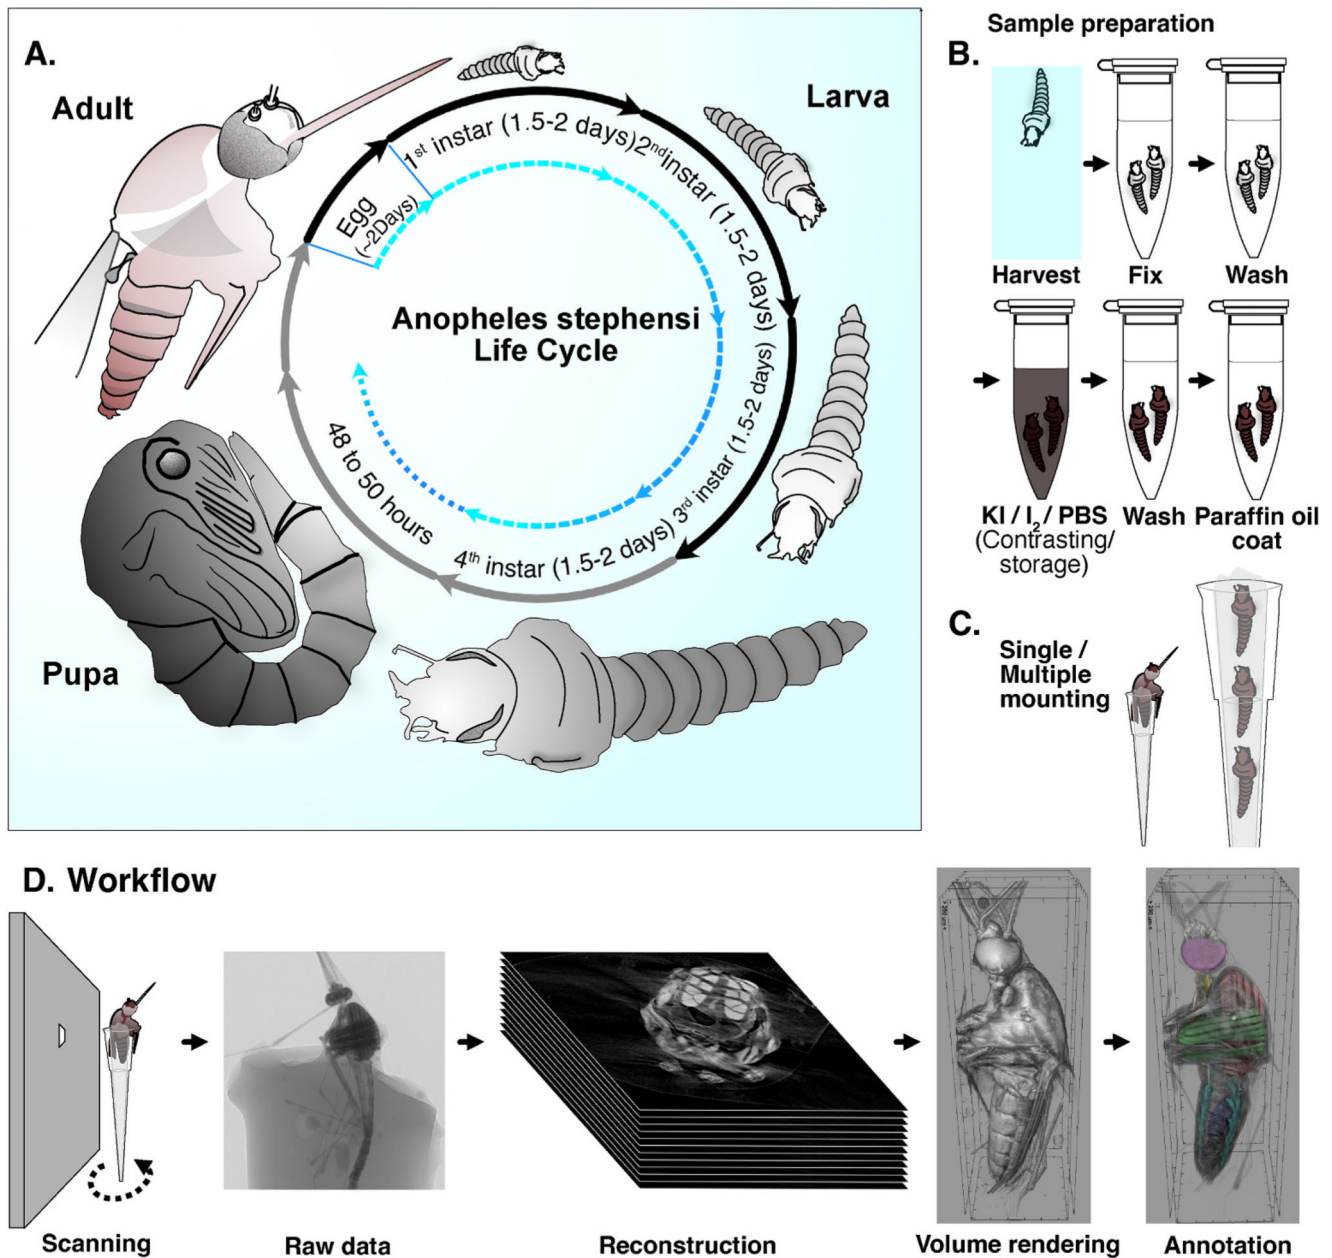 A.
Adult
Larva
Egg
(~2Days)
1st instar (1.5-2 days)
2nd instar (1.5-2 days)
3rd instar (1.5-2 days)
4th instar (1.5-2 days)
48 to 50 hours
Anopheles stephensi
Life Cycle
Pupa
Sample preparation
B.
Harvest
Fix
Wash
KI / I2 / PBS
(Contrasting/
storage)
Wash
Paraffin oil
coat
C.
Single /
Multiple
mounting
D. Workflow
Scanning
Raw data
Reconstruction
Volume rendering
Annotation